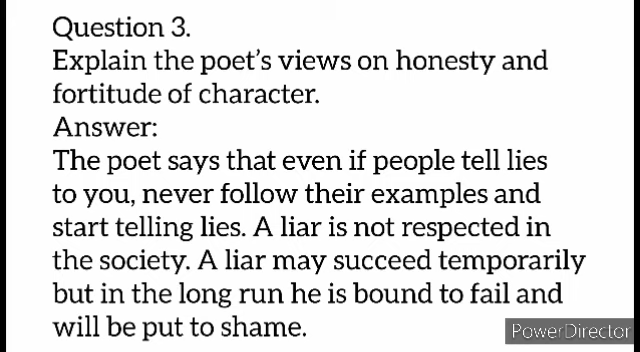 Question 3.
Explain the poet's views on honesty and
fortitude of character.
Answer:
The poet says that even if people tell lies
to you, never follow their examples and
start telling lies. A liar is not respected in
the society. A liar may succeed temporarily
but in the long run he is bound to fail and
will be put to shame.
PowerDirector